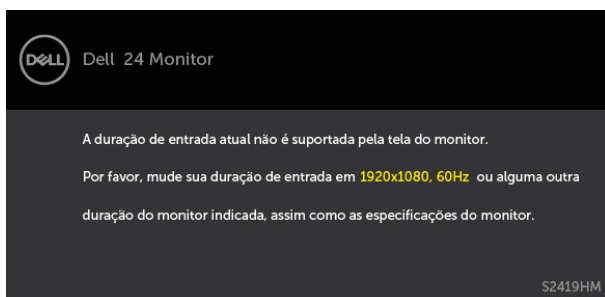 DELL
Dell 24 Monitor
A duração de entrada atual não é suportada pela tela do monitor.
Por favor, mude sua duração de entrada em 1920x1080, 60Hz ou alguma outra
duração do monitor indicada, assim como as especificações do monitor.
S2419HM